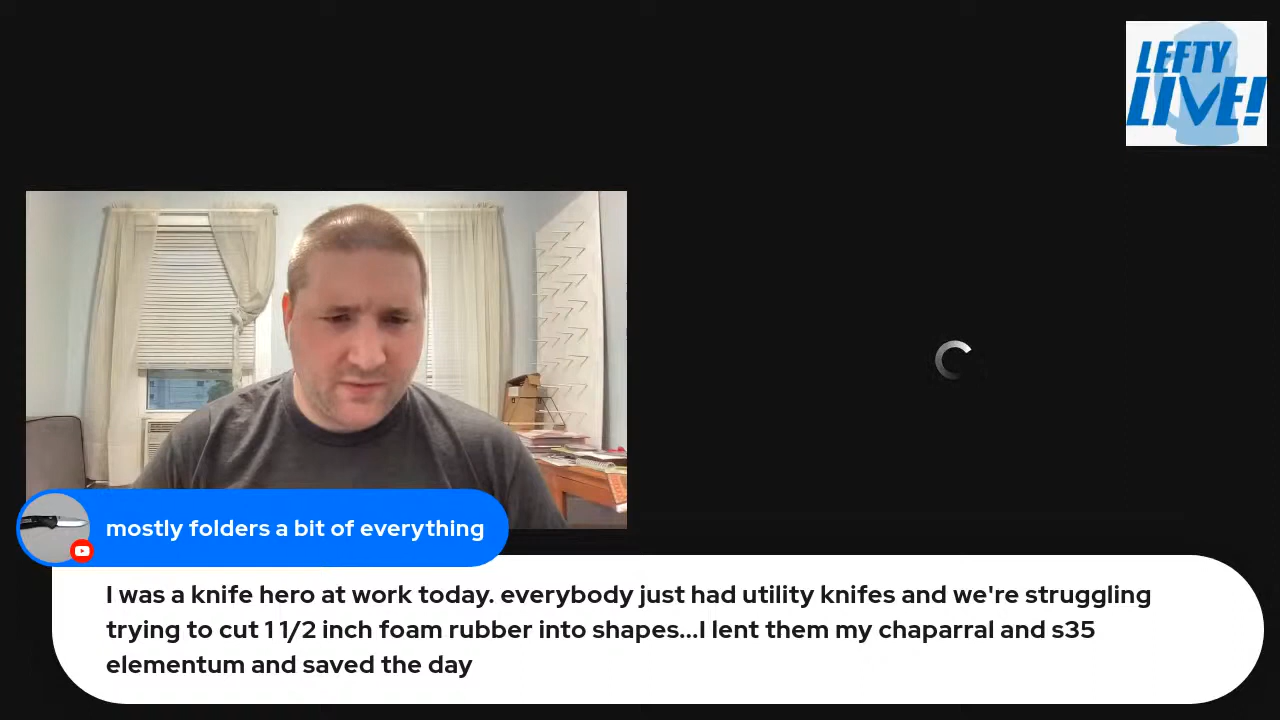 LEFTY
LIVE!
mostly folders a bit of everything
I was a knife hero at work today. everybody just had utility knifes and we're struggling
trying to cut 1 1/2 inch foam rubber into shapes...I lent them my chaparral and s35
elementum and saved the day